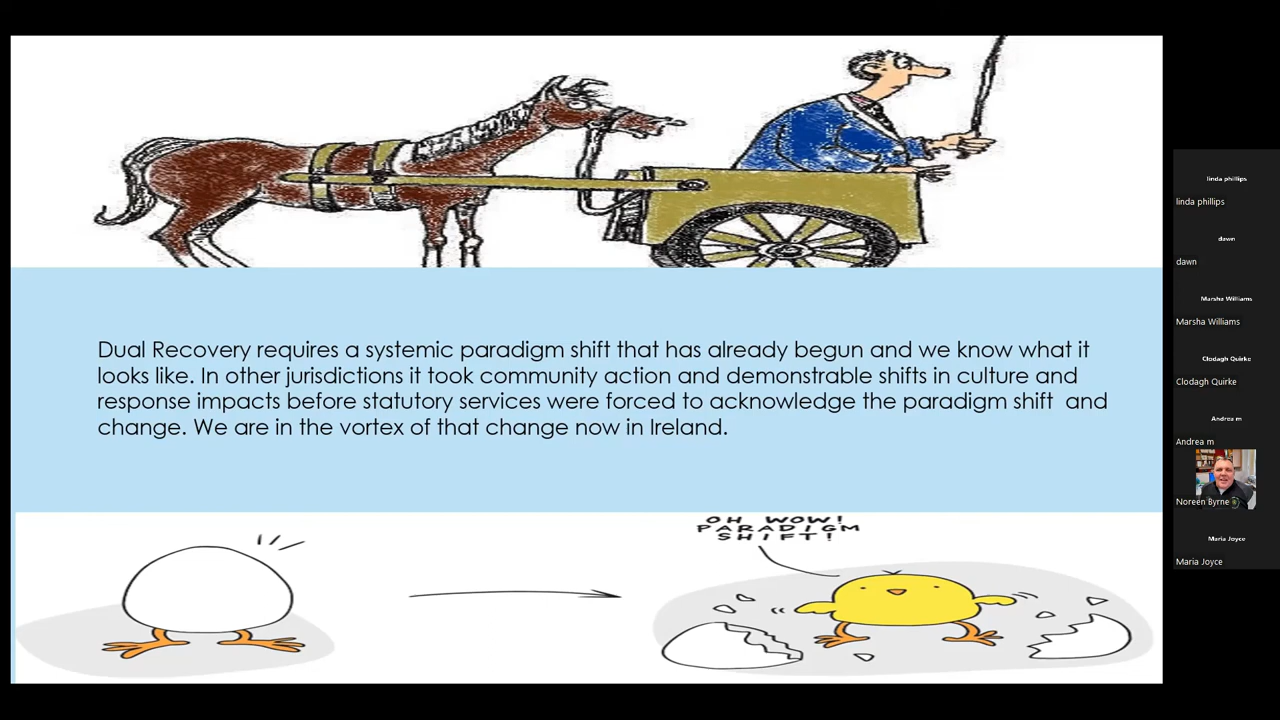 Dual Recovery requires a systemic paradigm shift that has already begun and we know what it
looks like. In other jurisdictions it took community action and demonstrable shifts in culture and
response impacts before statutory services were forced to acknowledge the paradigm shift  and
change. We are in the vortex of that change now in Ireland.
OH WOW!
PARADIGM
SHIFT!
linda phillips
linda phillips
dawn
dawn
Marsha Williams
Marsha Williams
Clodagh Quirke
Clodagh Quirke
Andrea m
Andrea m
Noreen Byrne
Maria Joyce
Maria Joyce